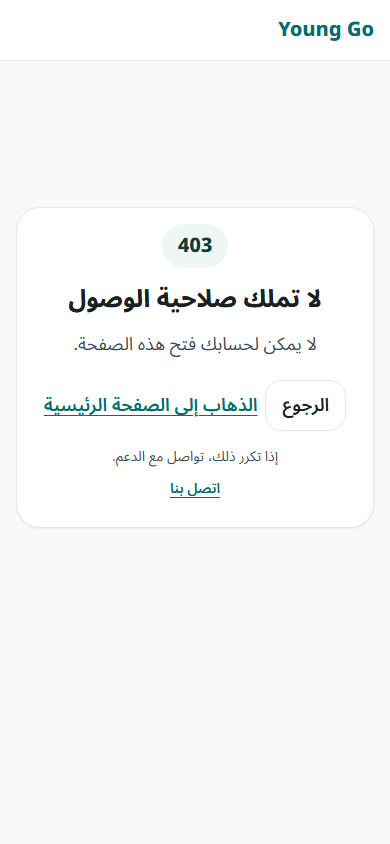 Young Go
403
لا تملك صلاحية الوصول
لا يمكن لحسابك فتح هذه الصفحة.
الرجوع
الذهاب إلى الصفحة الرئيسية
إذا تكرر ذلك، تواصل مع الدعم.
اتصل بنا